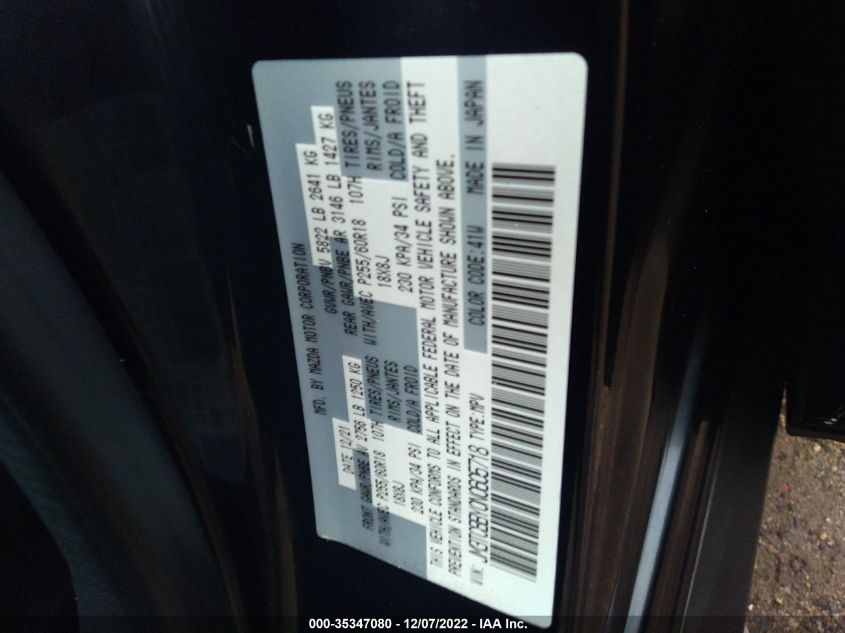 MFD. BY MAZDA MOTOR CORPORATION
DATE 12/21 GVWR/PNBV 5822 LB 2641 KG
FRONT GAWR/PNBE AV 2756 LB 1250 KG REAR GAWR/PNBE AR 3146 LB 1427 KG
WITH/AVEC P255/60R18 107H TIRES/PNEUS WITH/AVEC P255/60R18 107H TIRES/PNEUS
18X8J RIMS/JANTES 18X8J RIMS/JANTES
230 KPA/34 PSI COLD/A FROID 230 KPA/34 PSI COLD/A FROID
THIS VEHICLE CONFORMS TO ALL APPLICABLE FEDERAL MOTOR VEHICLE SAFETY AND THEFT
PREVENTION STANDARDS IN EFFECT ON THE DATE OF MANUFACTURE SHOWN ABOVE.
COLOR CODE:41W MADE IN JAPAN
VIN: TYPE:MPV
000-35347080 - 12/07/2022 - IAA Inc.